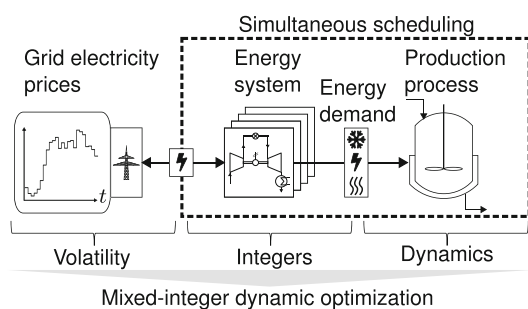 Simultaneous scheduling
Grid electricity
prices
Energy
system
Energy
demand
Production
process
t
Volatility
Integers
Dynamics
Mixed-integer dynamic optimization